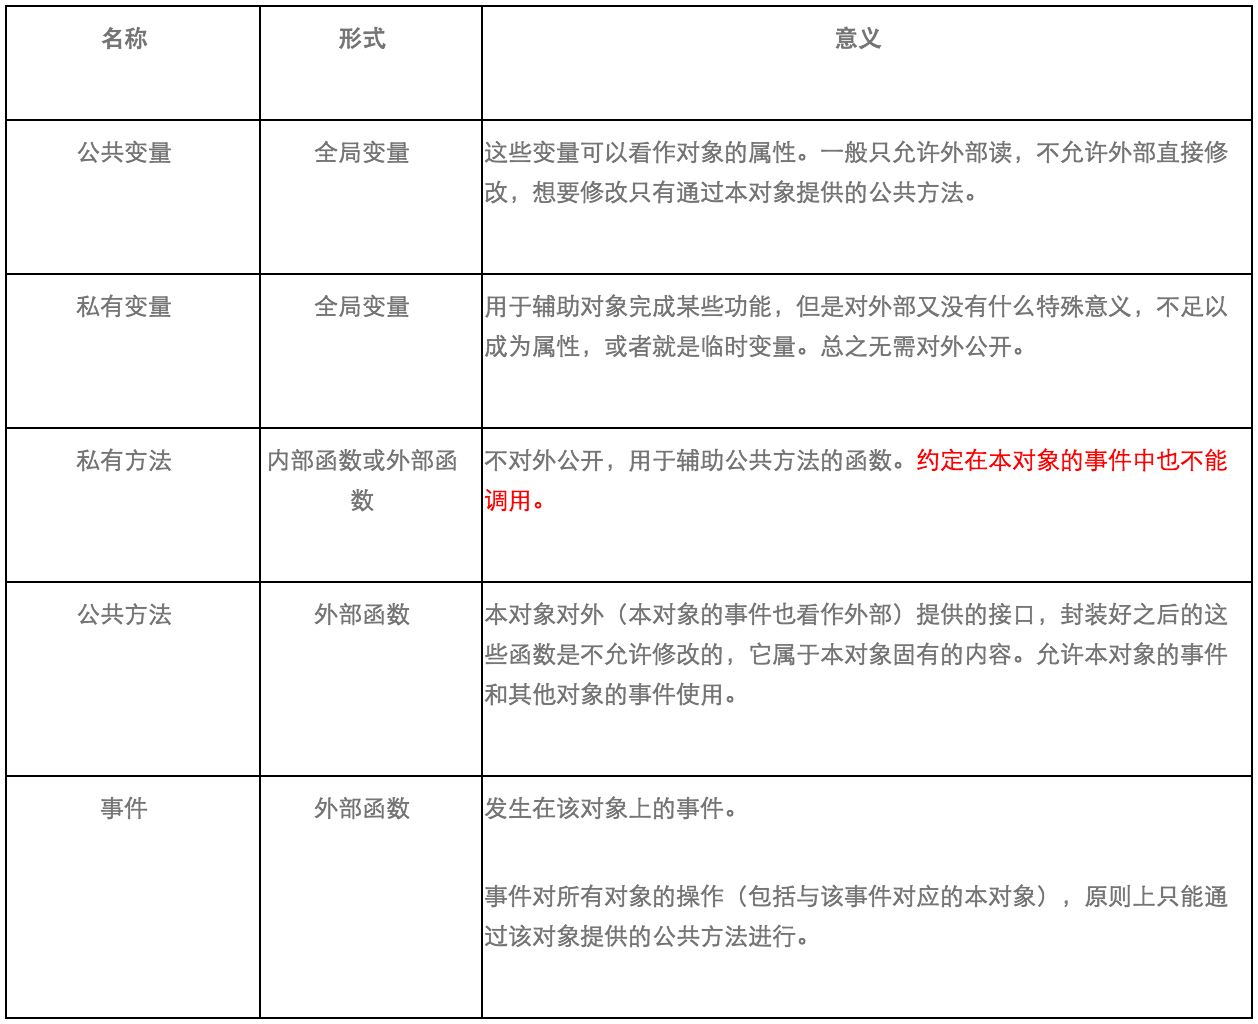 名称
形式
意义
公共变量
全局变量
这些变量可以看作对象的属性。一般只允许外部读，不允许外部直接修
改，想要修改只有通过本对象提供的公共方法。
私有变量
全局变量
用于辅助对象完成某些功能，但是对外部又没有什么特殊意义，不足以
成为属性，或者就是临时变量。总之无需对外公开。
私有方法
内部函数或外部函
数
不对外公开，用于辅助公共方法的函数。约定在本对象的事件中也不能
调用。
公共方法
外部函数
本对象对外（本对象的事件也看作外部）提供的接口，封装好之后的这
些函数是不允许修改的，它属于本对象固有的内容。允许本对象的事件
和其他对象的事件使用。
事件
外部函数
发生在该对象上的事件。
事件对所有对象的操作（包括与该事件对应的本对象），原则上只能通
过该对象提供的公共方法进行。